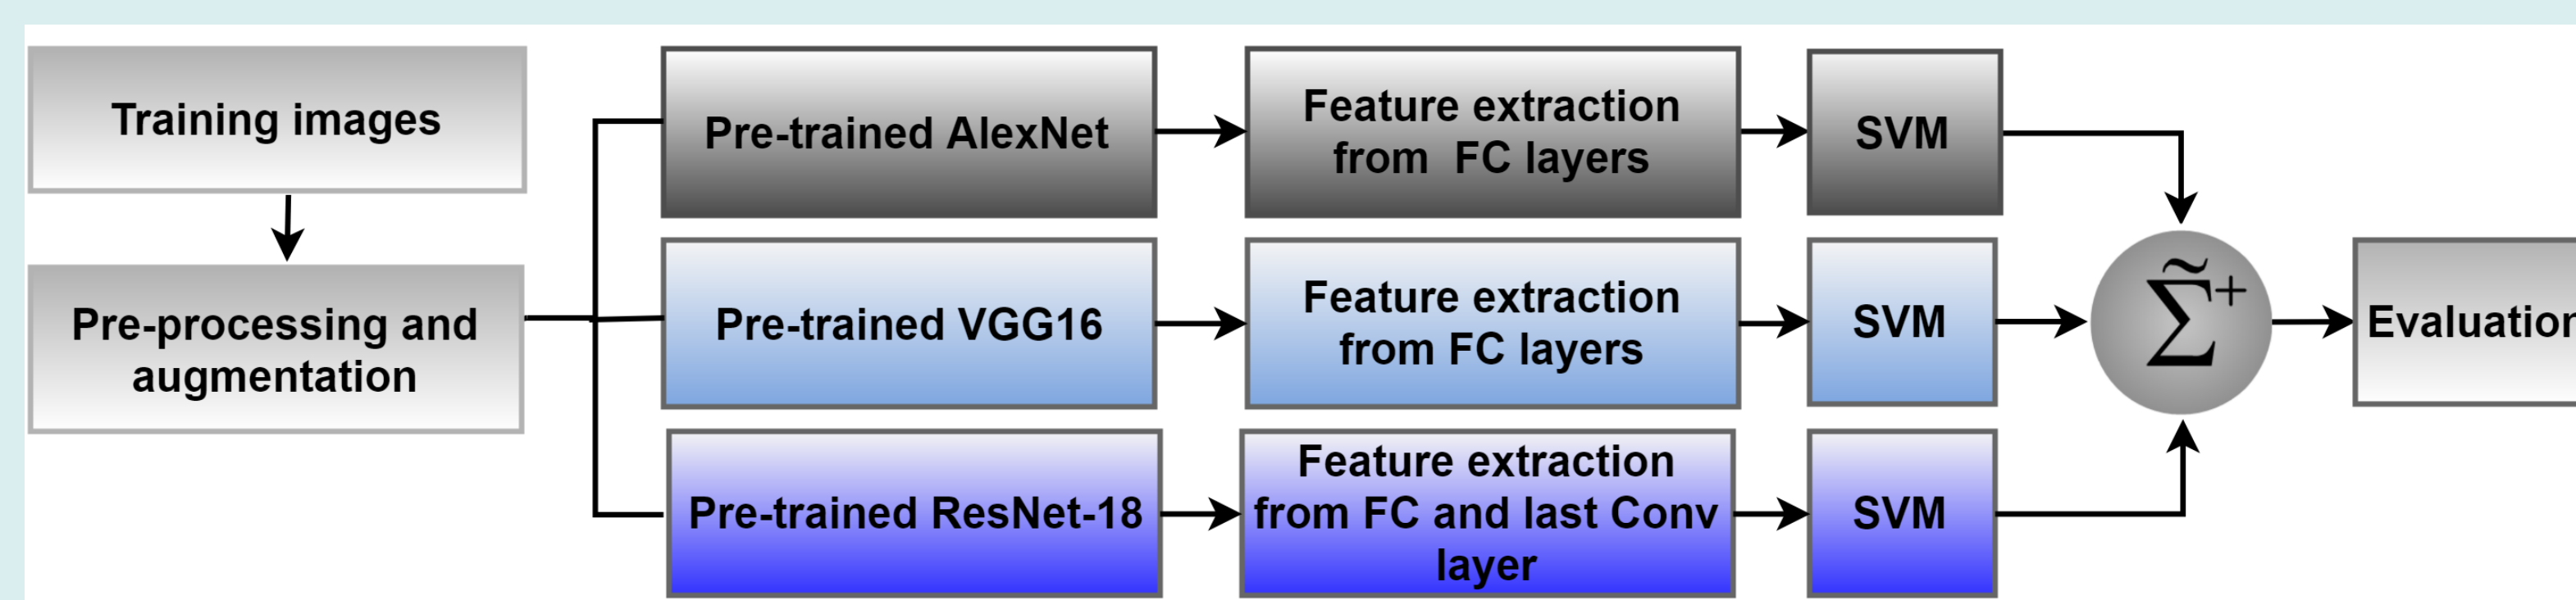 Training images
Pre-processing and
augmentation
Pre-trained AlexNet
Feature extraction
from FC layers
SVM
Pre-trained VGG16
Feature extraction
from FC layers
SVM
Pre-trained ResNet-18
Feature extraction
from FC and last Conv
layer
SVM
Σ̃⁺
Evaluation